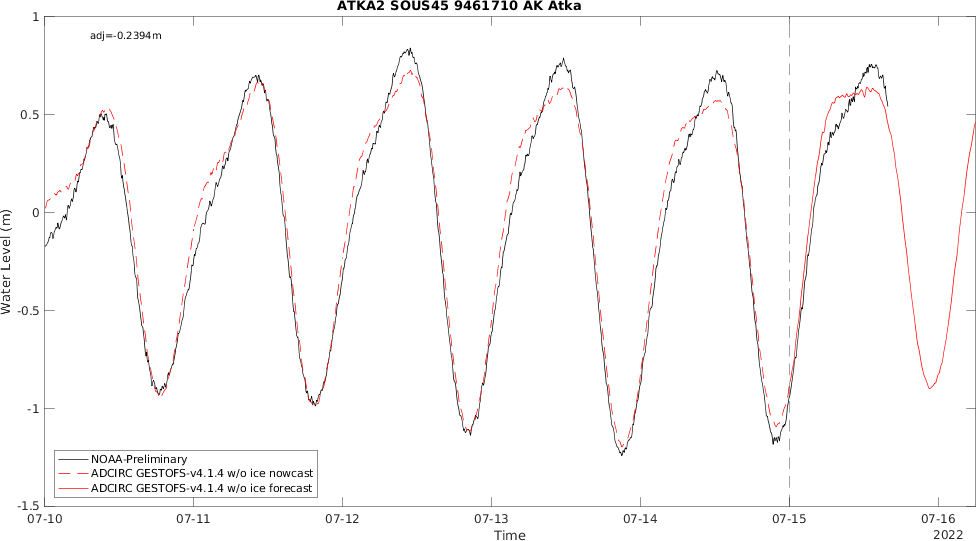 ATKA2 SOUS45 9461710 AK Atka
adj=-0.2394m
1
0.5
0
-0.5
-1
-1.5
Water Level (m)
NOAA-Preliminary
ADCIRC GESTOFS-v4.1.4 w/o ice nowcast
ADCIRC GESTOFS-v4.1.4 w/o ice forecast
07-10 07-11 07-12 07-13 07-14 07-15 07-16
Time
2022